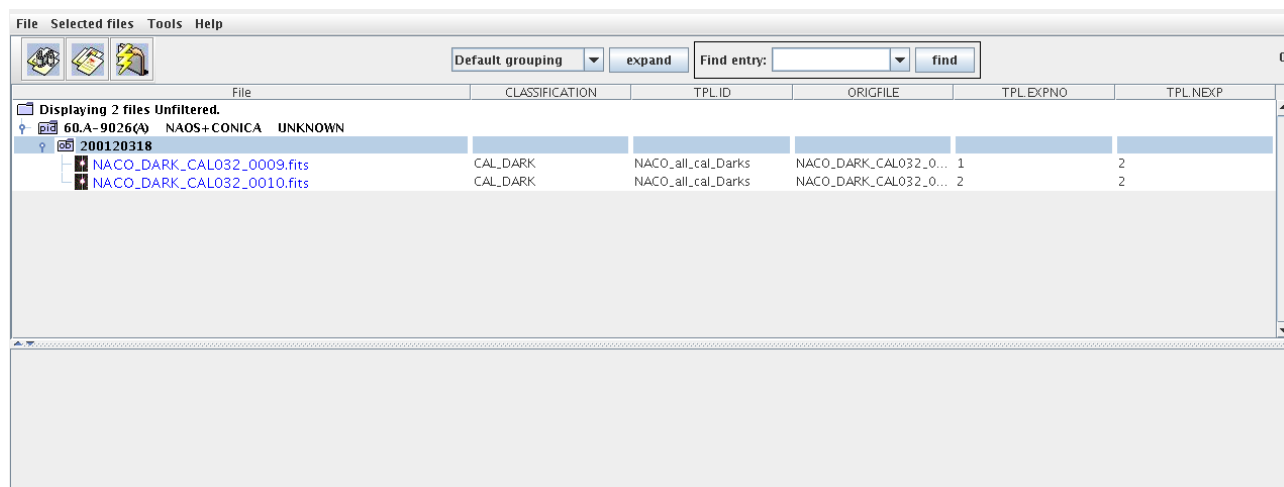 File Selected files Tools Help
Default grouping expand Find entry: find
File CLASSIFICATION TPL.ID ORIGFILE TPL.EXPNO TPL.NEXP
Displaying 2 files Unfiltered.
pid 60.A-9026(A) NAOS+CONICA UNKNOWN
ob 200120318
NACO_DARK_CAL032_0009.fits CAL_DARK NACO_all_cal_Darks NACO_DARK_CAL032_0... 1 2
NACO_DARK_CAL032_0010.fits CAL_DARK NACO_all_cal_Darks NACO_DARK_CAL032_0... 2 2